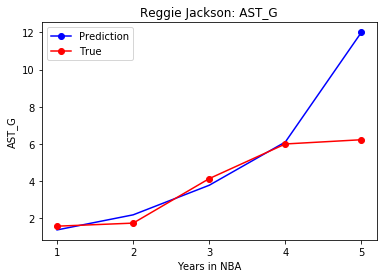 Reggie Jackson: AST_G
Prediction
True
12
10
8
6
4
2
AST_G
1 2 3 4 5
Years in NBA